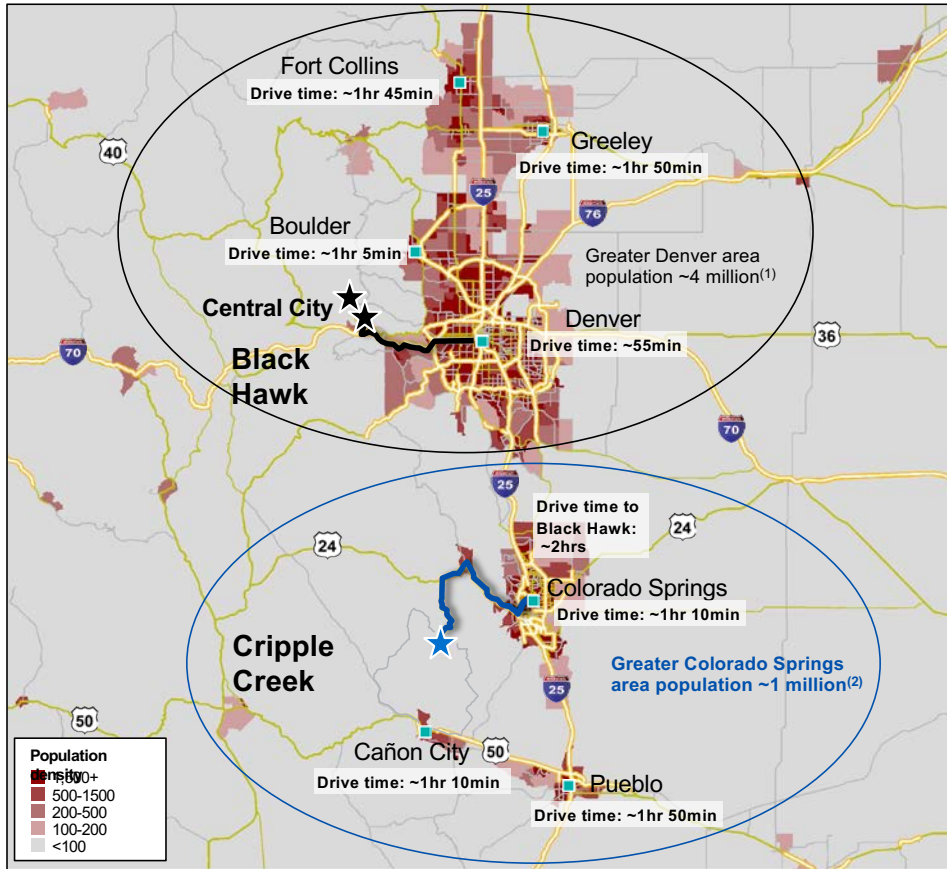 Fort Collins
Drive time: ~1hr 45min
Greeley
Drive time: ~1hr 50min
40
25
76
Boulder
Drive time: ~1hr 5min
Greater Denver area
population ~4 million(1)
Central City
Denver
Drive time: ~55min
36
70
Black
Hawk
70
25
Drive time to
Black Hawk:
~2hrs
24
24
Colorado Springs
Drive time: ~1hr 10min
Cripple
Creek
Greater Colorado Springs
area population ~1 million(2)
25
50
Cañon City
50
Drive time: ~1hr 10min
Pueblo
Drive time: ~1hr 50min
Population
density
500-1500
200-500
100-200
<100